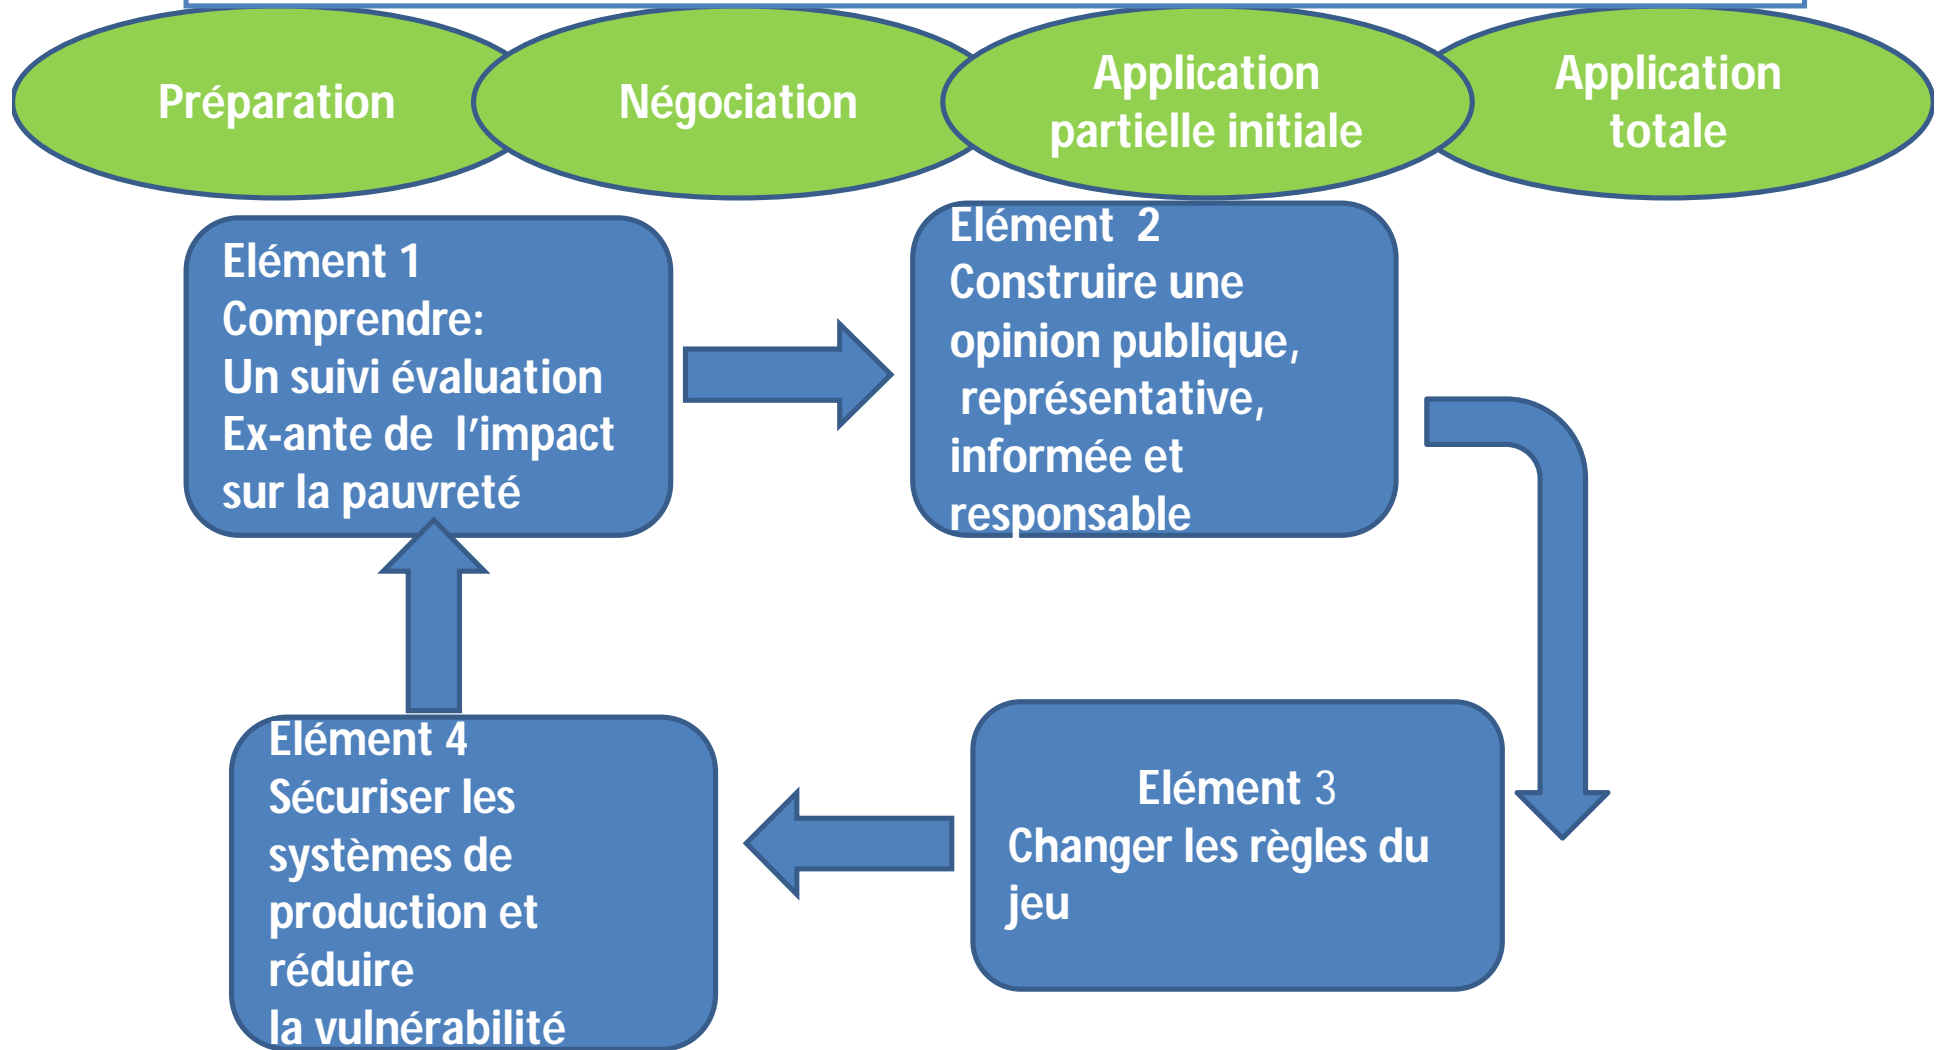 Préparation
Négociation
Application
partielle initiale
Application
totale
Elément 1
Comprendre:
Un suivi évaluation
Ex-ante de l'impact
sur la pauvreté
Elément 2
Construire une
opinion publique,
représentative,
informée et
responsable
Elément 3
Changer les règles du
jeu
Elément 4
Sécuriser les
systèmes de
production et
réduire
la vulnérabilité